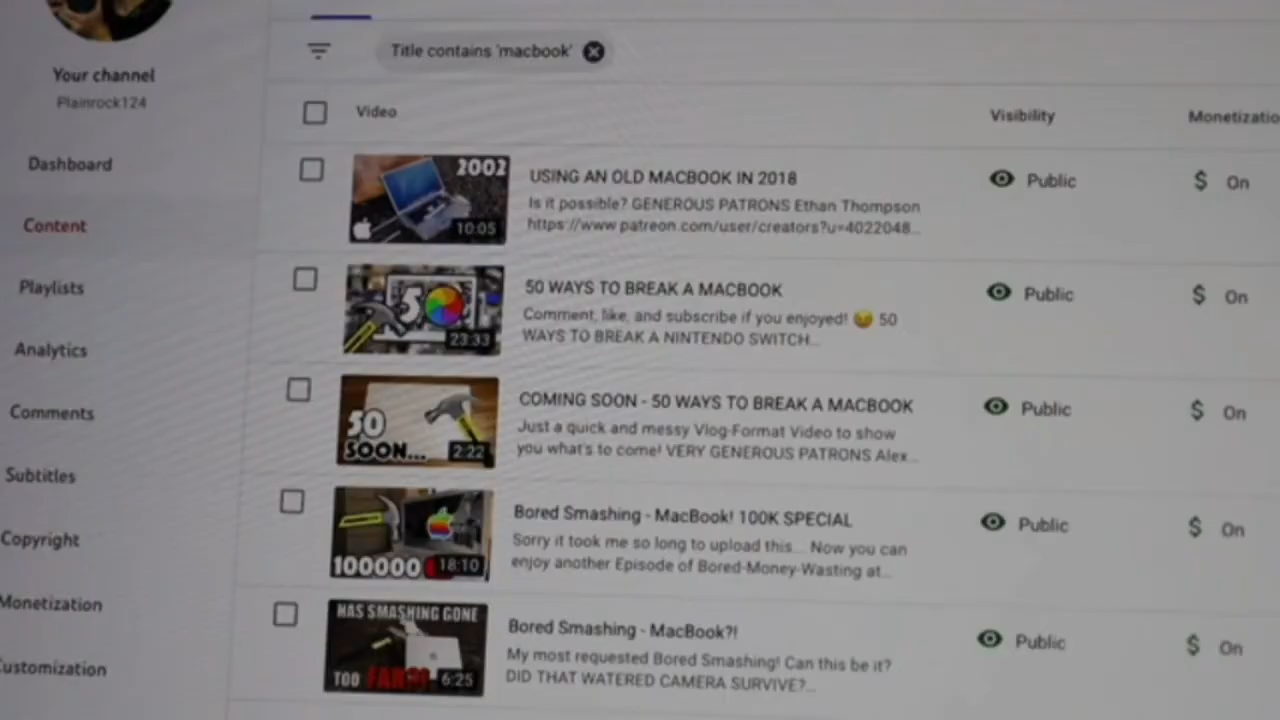 Your channel
Plainrock124
Dashboard
Content
Playlists
Analytics
Comments
Subtitles
Copyright
Monetization
Customization
Title contains 'macbook'
Video
Visibility
Monetizatio
2002
10:05
USING AN OLD MACBOOK IN 2018
Is it possible? GENEROUS PATRONS Ethan Thompson
https://www.patreon.com/user/creators?u=4022048...
Public
$ On
50
23:33
50 WAYS TO BREAK A MACBOOK
Comment, like, and subscribe if you enjoyed! 😆 50
WAYS TO BREAK A NINTENDO SWITCH...
Public
$ On
50
SOON...
2:22
COMING SOON - 50 WAYS TO BREAK A MACBOOK
Just a quick and messy Vlog-Format Video to show
you what's to come! VERY GENEROUS PATRONS Alex...
Public
$ On
100000
18:10
Bored Smashing - MacBook! 100K SPECIAL
Sorry it took me so long to upload this... Now you can
enjoy another Episode of Bored-Money-Wasting at...
Public
$ On
HAS SMASHING GONE
TOO FAR?!
6:25
Bored Smashing - MacBook?!
My most requested Bored Smashing! Can this be it?
DID THAT WATERED CAMERA SURVIVE?...
Public
$ On